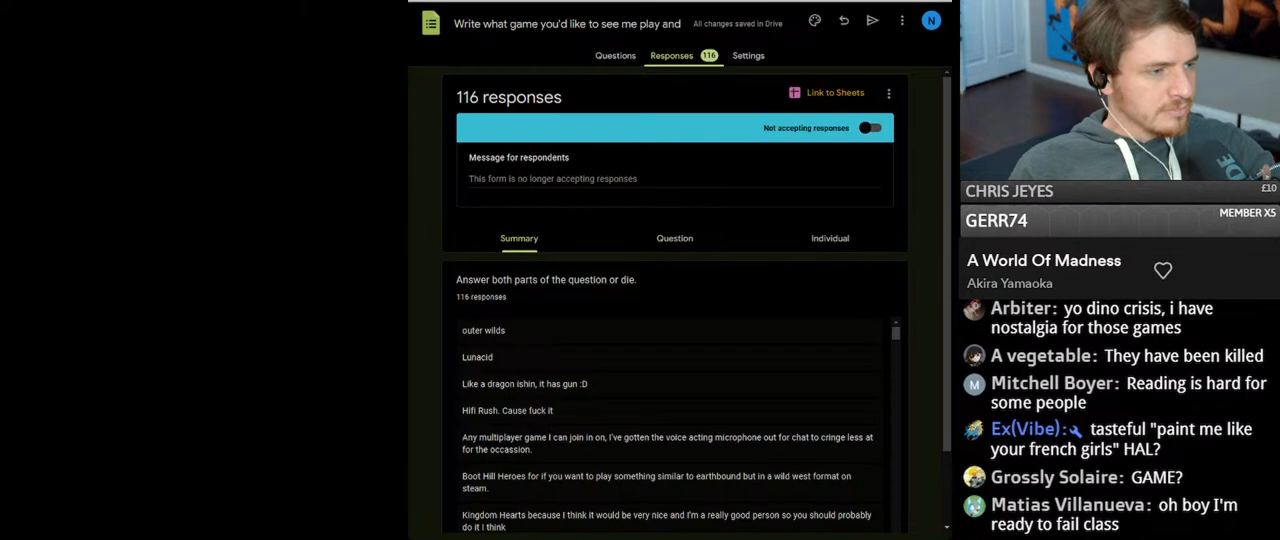 Write what game you'd like to see me play and
All changes saved in Drive
N
Questions
Responses
116
Settings
116 responses
Link to Sheets
Not accepting responses
Message for respondents
This form is no longer accepting responses
Summary
Question
Individual
Answer both parts of the question or die.
116 responses
outer wilds
Lunacid
Like a dragon ishin, it has gun :D
Hifi Rush. Cause fuck it
Any multiplayer game I can join in on, I've gotten the voice acting microphone out for chat to cringe less at
for the occassion.
Boot Hill Heroes for if you want to play something similar to earthbound but in a wild west format on
steam.
Kingdom Hearts because I think it would be very nice and I'm a really good person so you should probably
do it I think
CHRIS JEYES
£10
GERR74
MEMBER X5
A World Of Madness
Akira Yamaoka
Arbiter: yo dino crisis, i have
nostalgia for those games
A vegetable: They have been killed
M
Mitchell Boyer: Reading is hard for
some people
Ex(Vibe): tasteful "paint me like
your french girls" HAL?
Grossly Solaire: GAME?
Matias Villanueva: oh boy I'm
ready to fail class